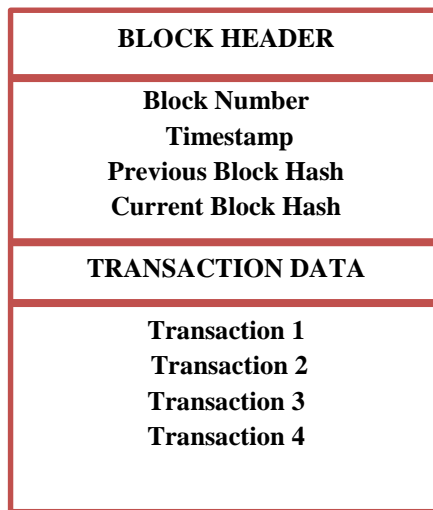 BLOCK HEADER
Block Number
Timestamp
Previous Block Hash
Current Block Hash
TRANSACTION DATA
Transaction 1
Transaction 2
Transaction 3
Transaction 4